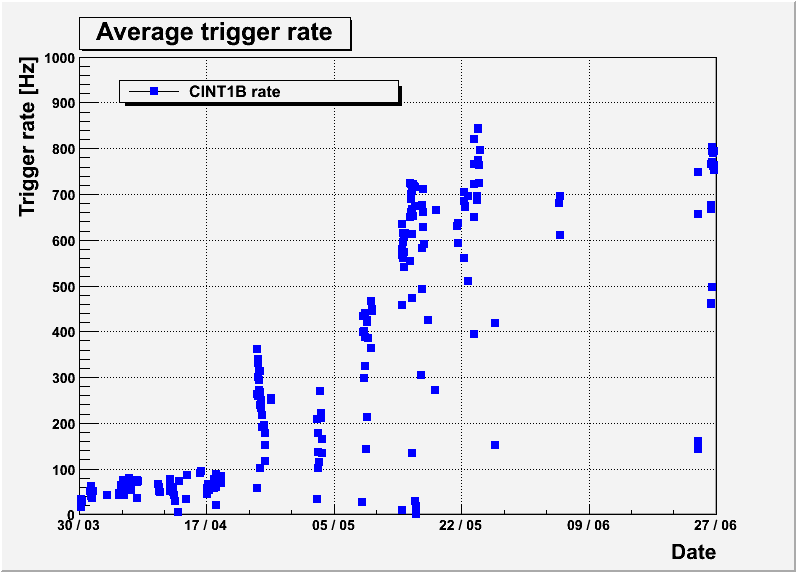 Average trigger rate
Trigger rate [Hz]
1000
900
800
700
600
500
400
300
200
100
0
CINT1B rate
30 / 03
17 / 04
05 / 05
22 / 05
09 / 06
27 / 06
Date